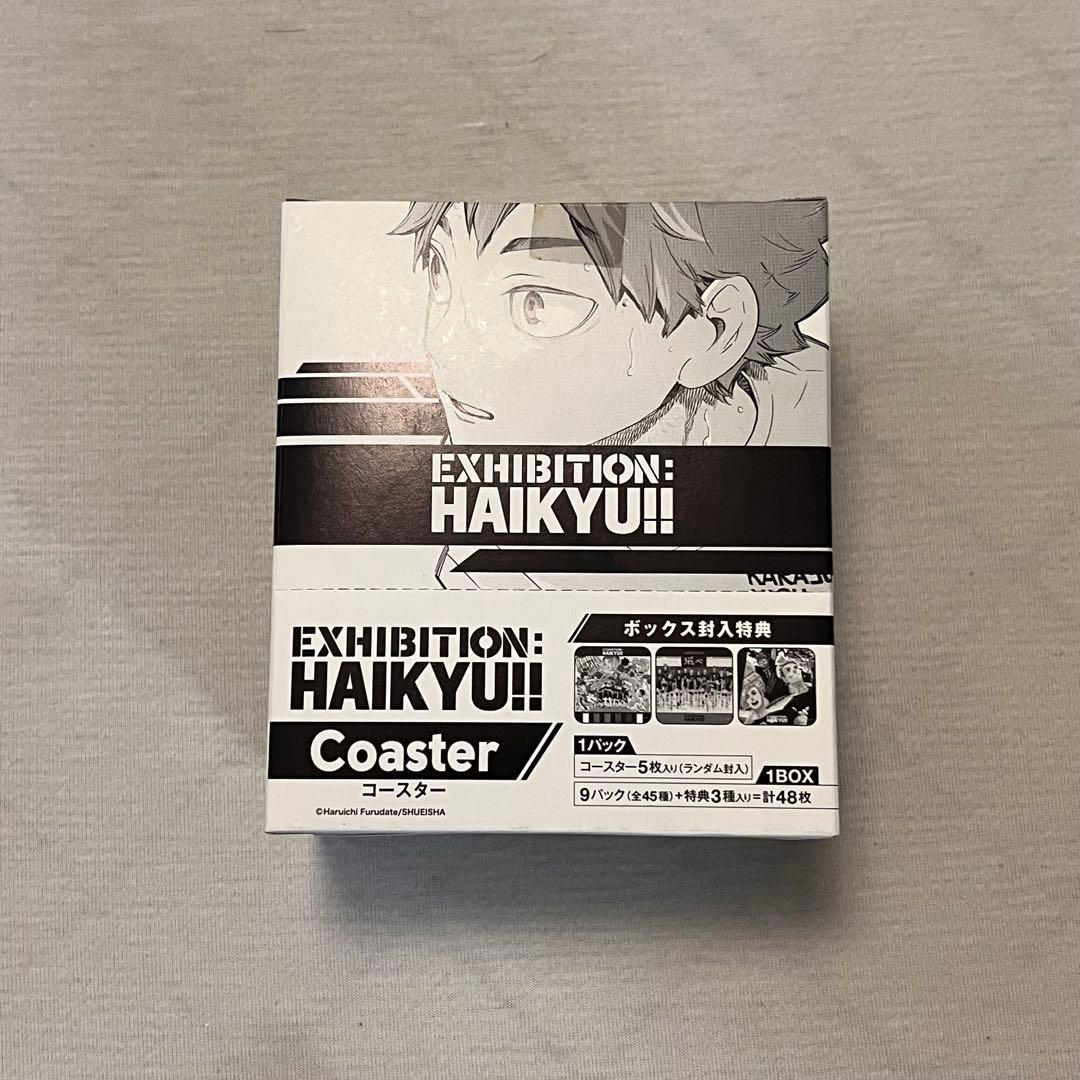 EXHIBITION:
HAIKYU!!
EXHIBITION:
HAIKYU!!
Coaster
コースター
©Haruichi Furudate/SHUEISHA
ボックス封入特典
1パック
コースター5枚入り(ランダム封入)
1BOX
9パック(全45種)+特典3種入り=計48枚